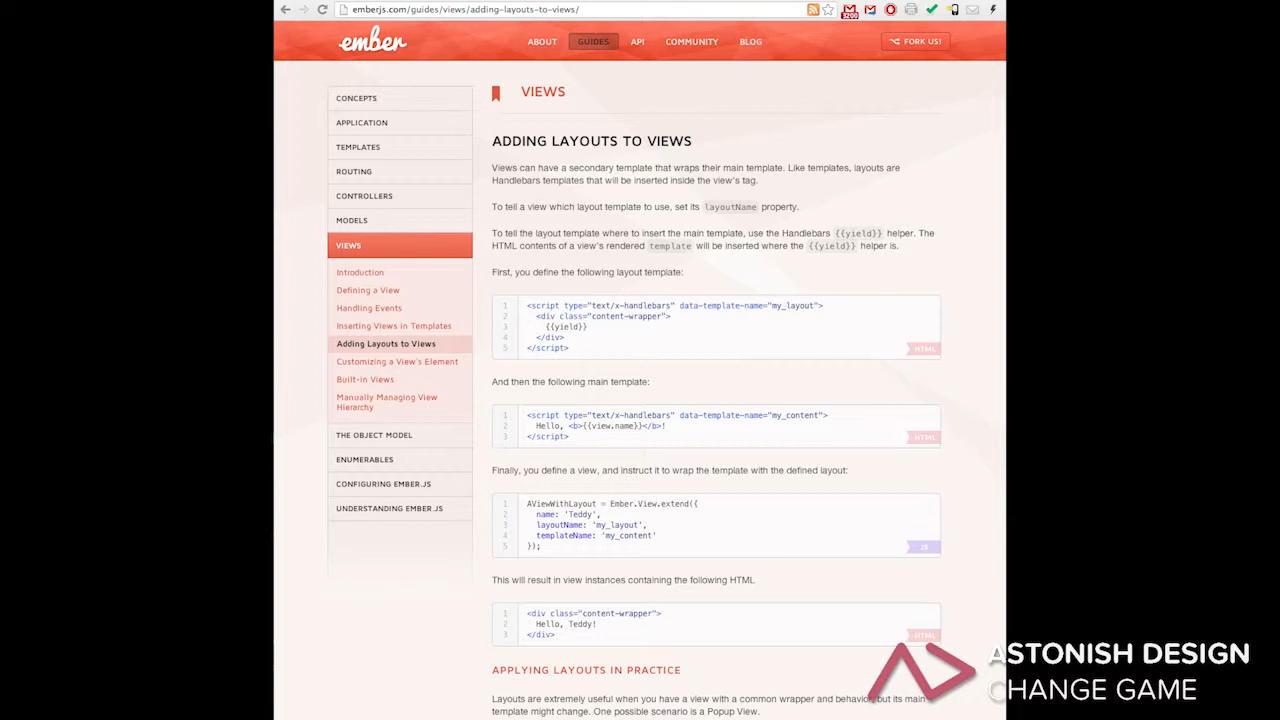 emberjs.com/guides/views/adding-layouts-to-views/
ember
ABOUT
GUIDES
API
COMMUNITY
BLOG
FORK US!
CONCEPTS
APPLICATION
TEMPLATES
ROUTING
CONTROLLERS
MODELS
VIEWS
Introduction
Defining a View
Handling Events
Inserting Views in Templates
Adding Layouts to Views
Customizing a View's Element
Built-in Views
Manually Managing View
Hierarchy
THE OBJECT MODEL
ENUMERABLES
CONFIGURING EMBER.JS
UNDERSTANDING EMBER.JS
VIEWS
ADDING LAYOUTS TO VIEWS
Views can have a secondary template that wraps their main template. Like templates, layouts are
Handlebars templates that will be inserted inside the view's tag.
To tell a view which layout template to use, set its layoutName property.
To tell the layout template where to insert the main template, use the Handlebars {{yield}} helper. The
HTML contents of a view's rendered template will be inserted where the {{yield}} helper is.
First, you define the following layout template:
1 <script type="text/x-handlebars" data-template-name="my_layout">
2 <div class="content-wrapper">
3 {{yield}}
4 </div>
5 </script>
HTML
And then the following main template:
1 <script type="text/x-handlebars" data-template-name="my_content">
2 Hello, <b>{{view.name}}</b>!
3 </script>
HTML
Finally, you define a view, and instruct it to wrap the template with the defined layout:
1 AViewWithLayout = Ember.View.extend({
2 name: 'Teddy',
3 layoutName: 'my_layout',
4 templateName: 'my_content'
5 });
JS
This will result in view instances containing the following HTML
1 <div class="content-wrapper">
2 Hello, Teddy!
3 </div>
HTML
APPLYING LAYOUTS IN PRACTICE
Layouts are extremely useful when you have a view with a common wrapper and behavior, but its main
template might change. One possible scenario is a Popup View.
ASTONISH DESIGN
CHANGE GAME